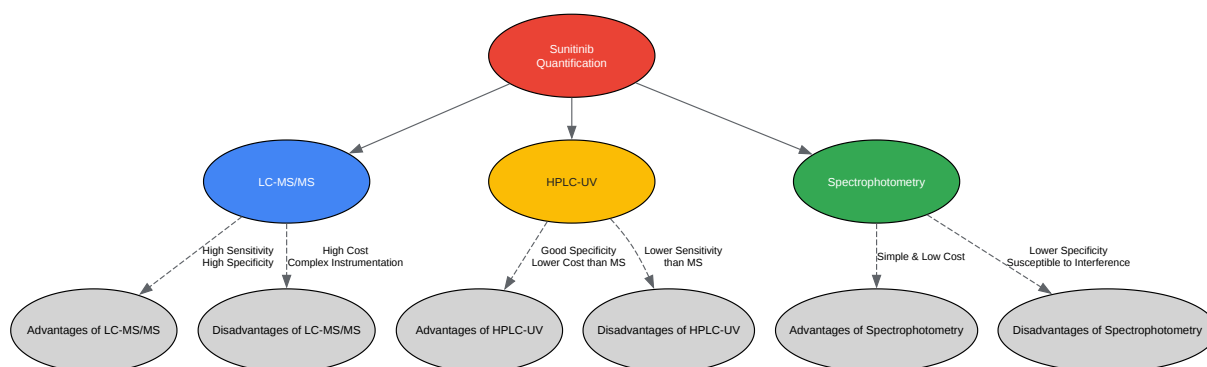 Sunitinib
Quantification
LC-MS/MS
HPLC-UV
Spectrophotometry
High Sensitivity
High Specificity
High Cost
Complex Instrumentation
Good Specificity
Lower Cost than MS
Lower Sensitivity
than MS
Simple & Low Cost
Lower Specificity
Susceptible to Interference
Advantages of LC-MS/MS
Disadvantages of LC-MS/MS
Advantages of HPLC-UV
Disadvantages of HPLC-UV
Advantages of Spectrophotometry
Disadvantages of Spectrophotometry